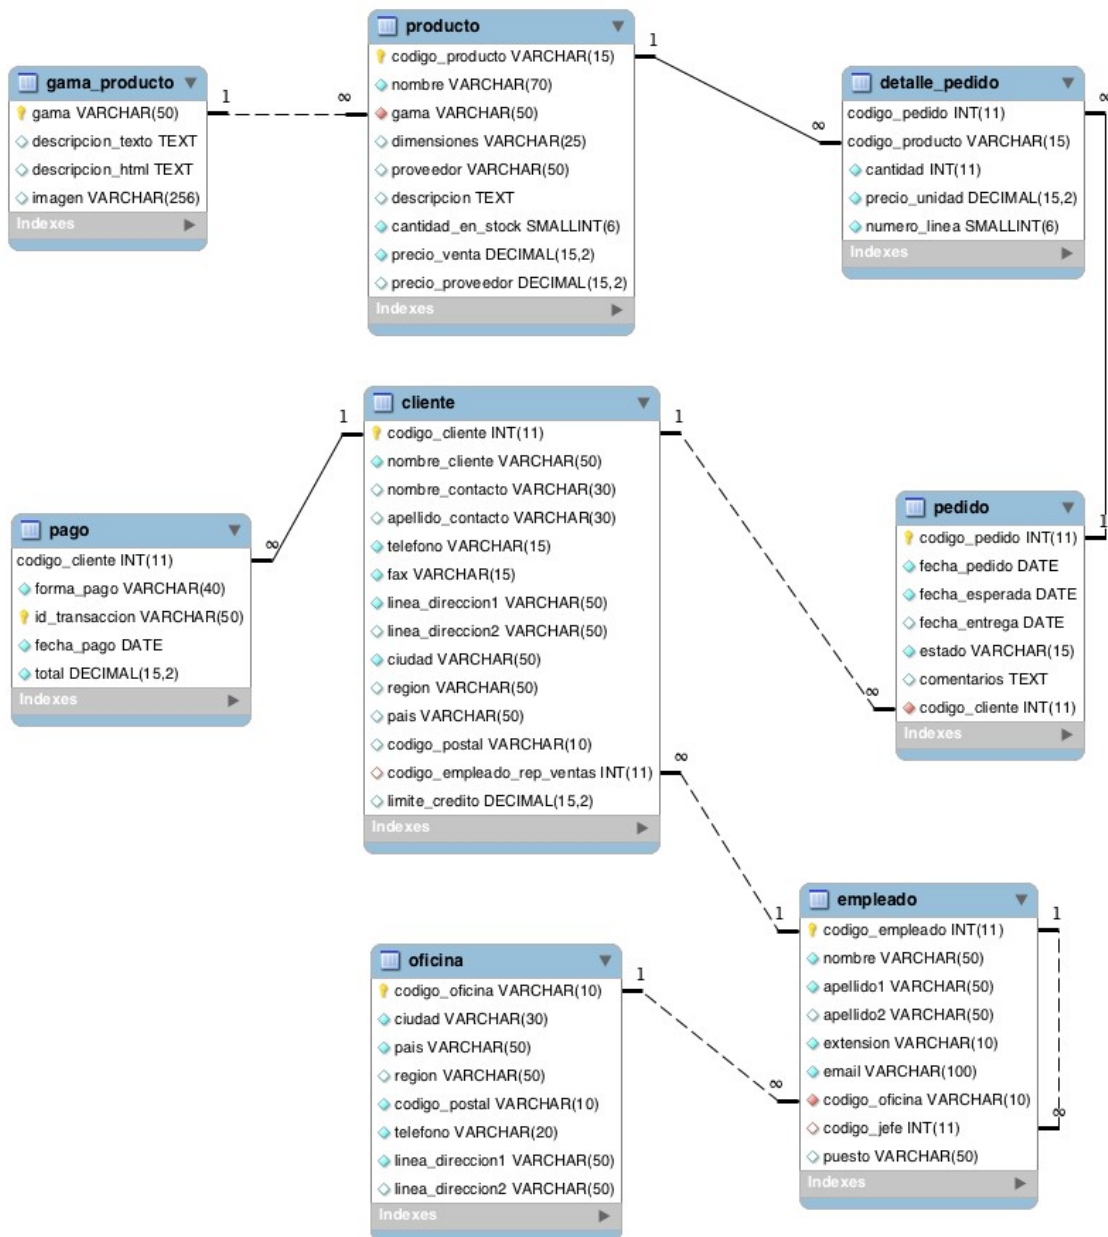 producto
codigo_producto VARCHAR(15)
nombre VARCHAR(70)
gama VARCHAR(50)
dimensiones VARCHAR(25)
proveedor VARCHAR(50)
descripcion TEXT
cantidad_en_stock SMALLINT(6)
precio_venta DECIMAL(15,2)
precio_proveedor DECIMAL(15,2)
Indexes
gama_producto
gama VARCHAR(50)
descripcion_texto TEXT
descripcion_html TEXT
imagen VARCHAR(256)
Indexes
1
∞
1
∞
detalle_pedido
codigo_pedido INT(11)
codigo_producto VARCHAR(15)
cantidad INT(11)
precio_unidad DECIMAL(15,2)
numero_linea SMALLINT(6)
Indexes
∞
1
cliente
codigo_cliente INT(11)
nombre_cliente VARCHAR(50)
nombre_contacto VARCHAR(30)
apellido_contacto VARCHAR(30)
telefono VARCHAR(15)
fax VARCHAR(15)
linea_direccion1 VARCHAR(50)
linea_direccion2 VARCHAR(50)
ciudad VARCHAR(50)
region VARCHAR(50)
pais VARCHAR(50)
codigo_postal VARCHAR(10)
codigo_empleado_rep_ventas INT(11)
limite_credito DECIMAL(15,2)
Indexes
1
∞
1
∞
∞
1
pago
codigo_cliente INT(11)
forma_pago VARCHAR(40)
id_transaccion VARCHAR(50)
fecha_pago DATE
total DECIMAL(15,2)
Indexes
pedido
codigo_pedido INT(11)
fecha_pedido DATE
fecha_esperada DATE
fecha_entrega DATE
estado VARCHAR(15)
comentarios TEXT
codigo_cliente INT(11)
Indexes
empleado
codigo_empleado INT(11)
nombre VARCHAR(50)
apellido1 VARCHAR(50)
apellido2 VARCHAR(50)
extension VARCHAR(10)
email VARCHAR(100)
codigo_oficina VARCHAR(10)
codigo_jefe INT(11)
puesto VARCHAR(50)
Indexes
1
∞
oficina
codigo_oficina VARCHAR(10)
ciudad VARCHAR(30)
pais VARCHAR(50)
region VARCHAR(50)
codigo_postal VARCHAR(10)
telefono VARCHAR(20)
linea_direccion1 VARCHAR(50)
linea_direccion2 VARCHAR(50)
Indexes
1
∞